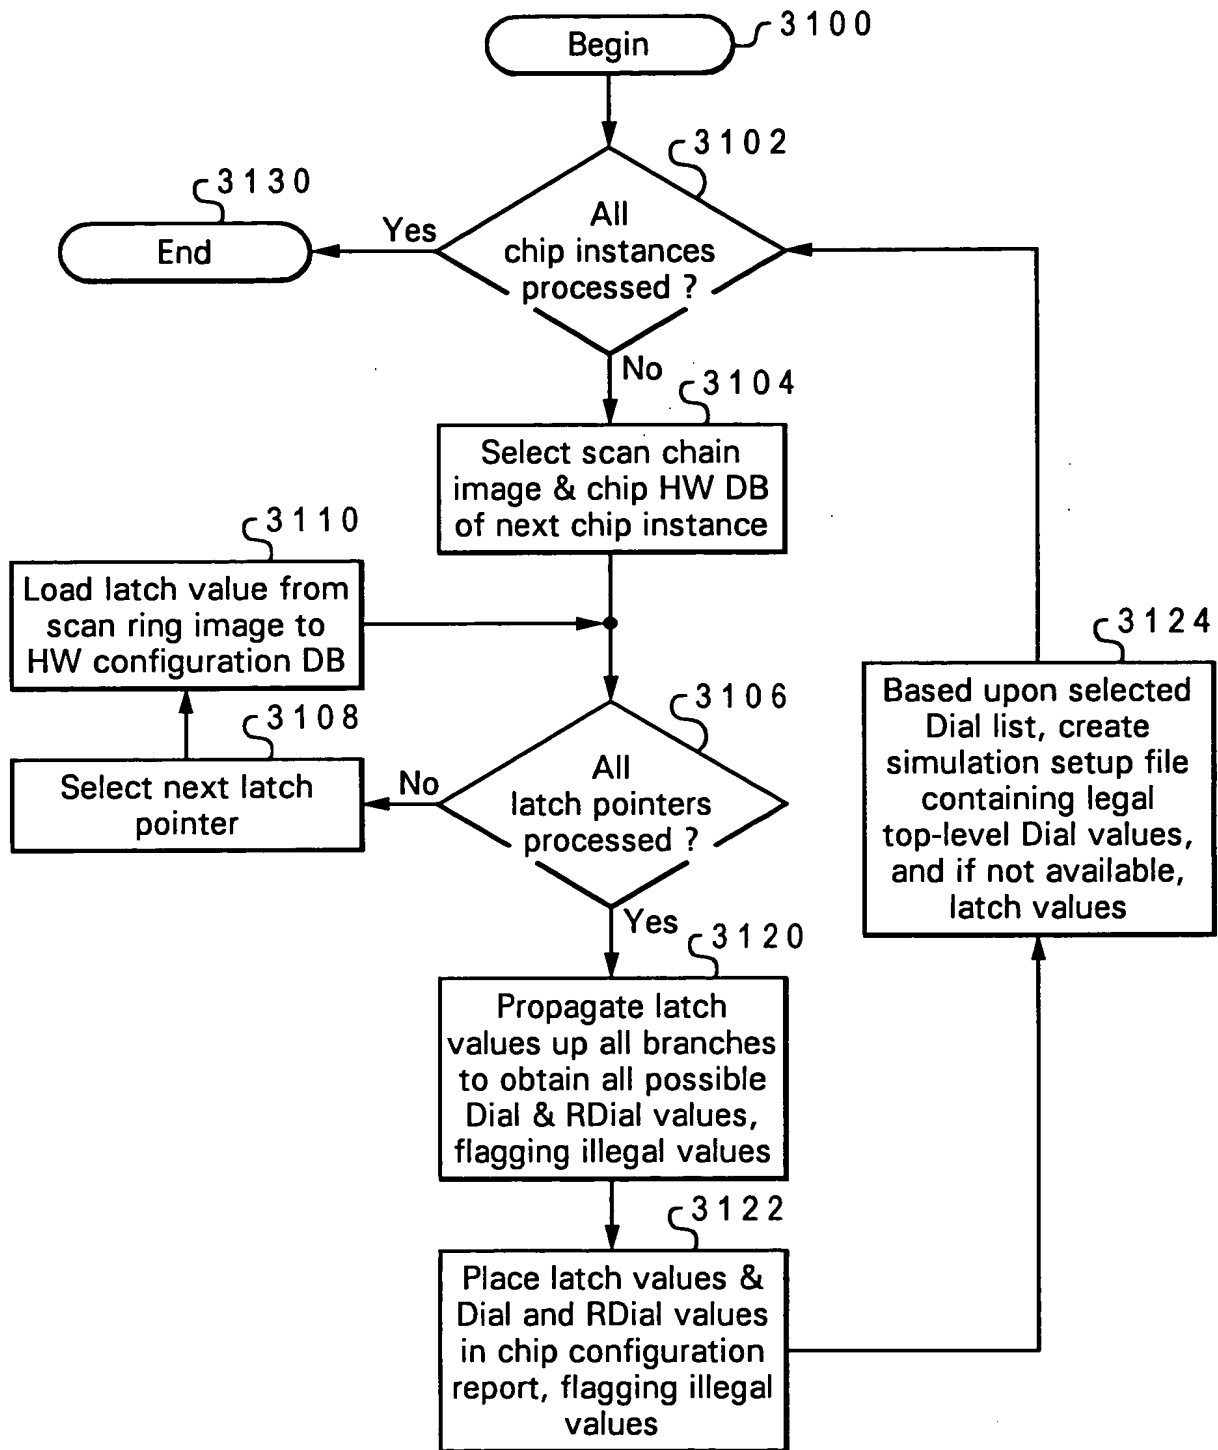 Begin
3100
3102
All
chip instances
processed ?
Yes
3130
End
No
3104
Select scan chain
image & chip HW DB
of next chip instance
3110
Load latch value from
scan ring image to
HW configuration DB
3108
Select next latch
pointer
3106
All
latch pointers
processed ?
No
Yes
3120
Propagate latch
values up all branches
to obtain all possible
Dial & RDial values,
flagging illegal values
3122
Place latch values &
Dial and RDial values
in chip configuration
report, flagging illegal
values
3124
Based upon selected
Dial list, create
simulation setup file
containing legal
top-level Dial values,
and if not available,
latch values